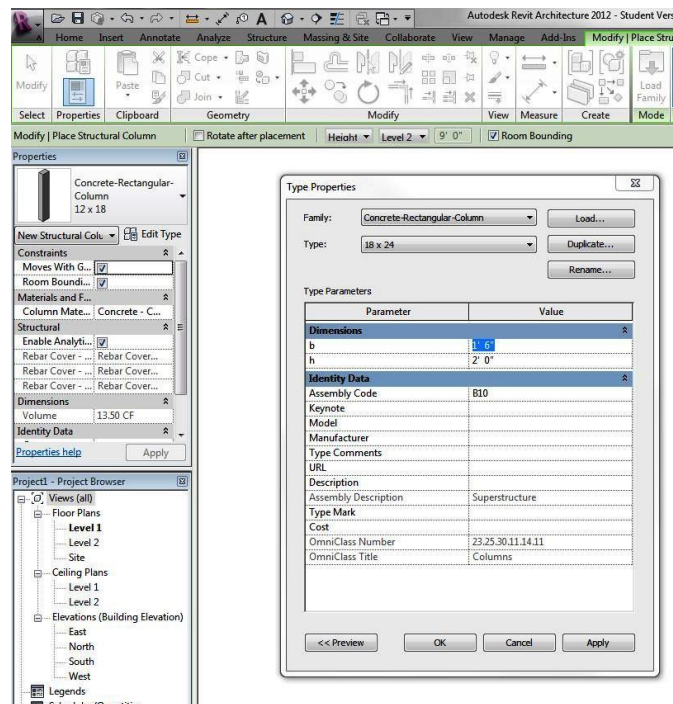 Autodesk Revit Architecture 2012 - Student Vers
Home Insert Annotate Analyze Structure Massing & Site Collaborate View Manage Add-Ins Modify | Place Stru
Modify
Paste
Cope
Cut
Join
Load
Family
Select Properties Clipboard Geometry Modify View Measure Create Mode
Modify | Place Structural Column Rotate after placement Height Level 2 9' 0" Room Bounding
Properties
Concrete-Rectangular-
Column
12 x 18
New Structural Colu Edit Type
Constraints
Moves With G...
Room Boundi...
Materials and F...
Column Mate... Concrete - C...
Structural
Enable Analyti...
Rebar Cover - ... Rebar Cover...
Rebar Cover - ... Rebar Cover...
Rebar Cover - ... Rebar Cover...
Dimensions
Volume 13.50 CF
Identity Data
Properties help Apply
Project1 - Project Browser
Views (all)
Floor Plans
Level 1
Level 2
Site
Ceiling Plans
Level 1
Level 2
Elevations (Building Elevation)
East
North
South
West
Legends
Type Properties
Family: Concrete-Rectangular-Column Load...
Type: 18 x 24 Duplicate...
Rename...
Type Parameters
Parameter Value
Dimensions
b 1' 6"
h 2' 0"
Identity Data
Assembly Code B10
Keynote
Model
Manufacturer
Type Comments
URL
Description
Assembly Description Superstructure
Type Mark
Cost
OmniClass Number 23.25.30.11.14.11
OmniClass Title Columns
<< Preview OK Cancel Apply